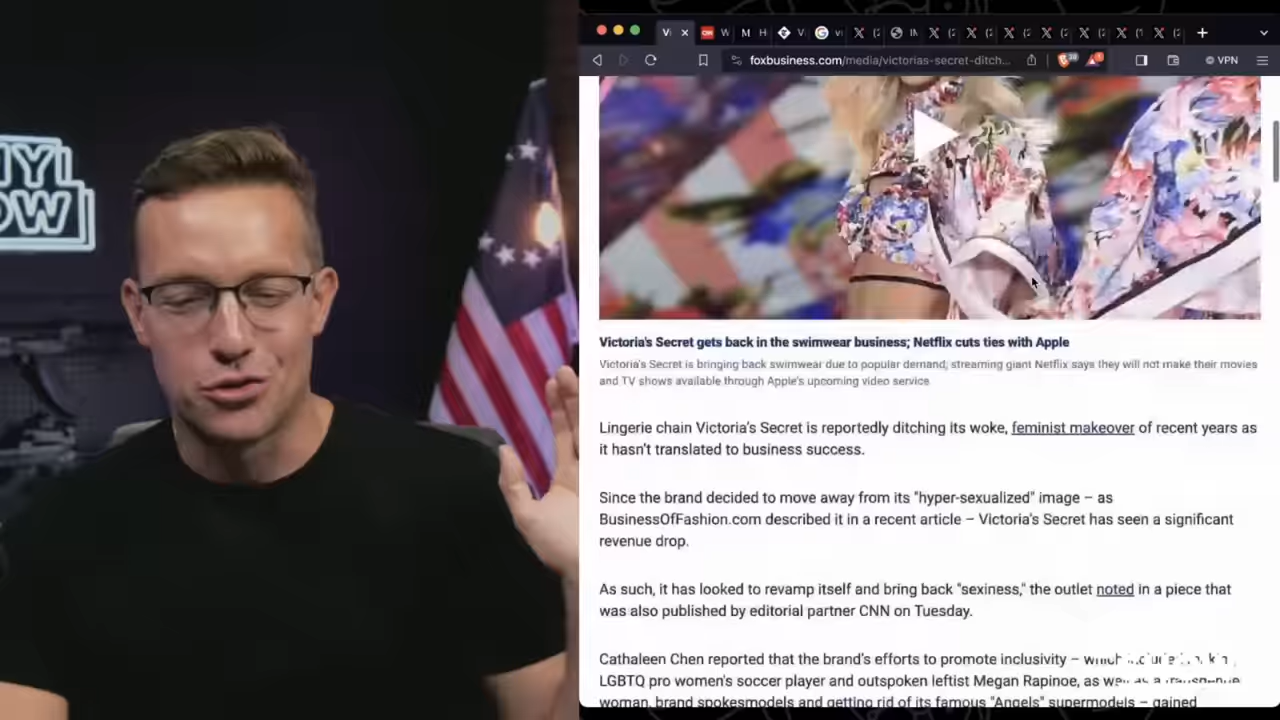 NY
OW
foxbusiness.com/media/victorias-secret-ditch...
VPN
Victoria's Secret gets back in the swimwear business; Netflix cuts ties with Apple
Victoria's Secret is bringing back swimwear due to popular demand; streaming giant Netflix says they will not make their movies
and TV shows available through Apple's upcoming video service
Lingerie chain Victoria's Secret is reportedly ditching its woke, feminist makeover of recent years as
it hasn't translated to business success.
Since the brand decided to move away from its "hyper-sexualized" image – as
BusinessOfFashion.com described it in a recent article – Victoria's Secret has seen a significant
revenue drop.
As such, it has looked to revamp itself and bring back "sexiness," the outlet noted in a piece that
was also published by editorial partner CNN on Tuesday.
Cathaleen Chen reported that the brand's efforts to promote inclusivity –
LGBTQ pro women's soccer player and outspoken leftist Megan Rapinoe, as well as a
woman, brand spokesmodels and getting rid of its famous "Angels" supermodels – gained